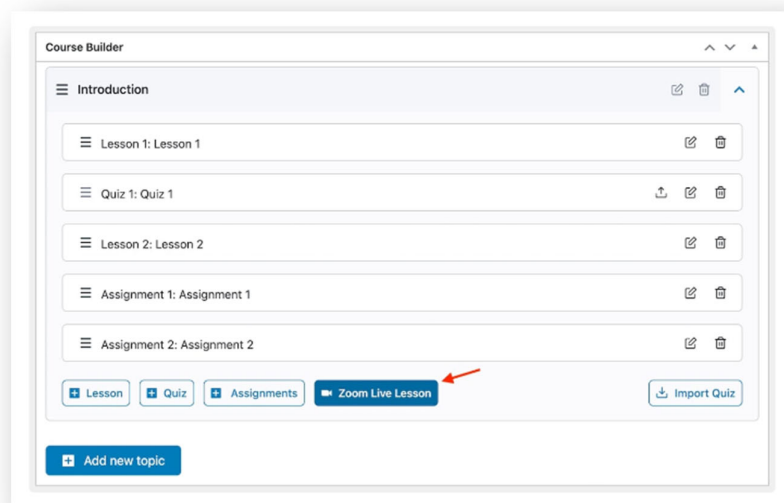 Course Builder
Introduction
Lesson 1: Lesson 1
Quiz 1: Quiz 1
Lesson 2: Lesson 2
Assignment 1: Assignment 1
Assignment 2: Assignment 2
Lesson Quiz Assignments Zoom Live Lesson Import Quiz
Add new topic